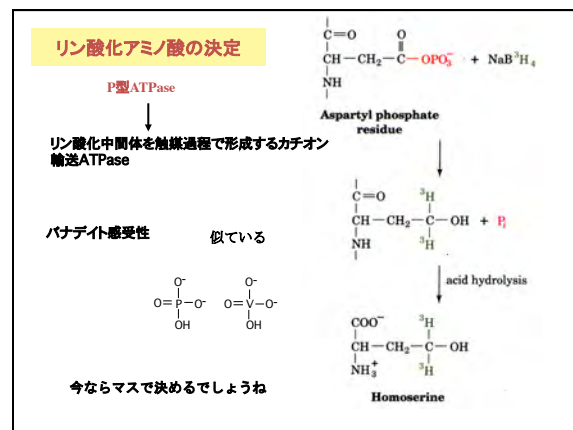 リン酸化アミノ酸の決定
P型ATPase
リン酸化中間体を触媒過程で形成するカチオン
輸送ATPase
バナデイト感受性
似ている
O⁻
O=P—O⁻
OH
O⁻
O=V—O⁻
OH
今ならマスで決めるでしょうね
C=O
O
CH—CH₂—C—OPO₃⁻ + NaB³H₄
NH
Aspartyl phosphate
residue
C=O
³H
CH—CH₂—C—OH + Pᵢ
NH
³H
acid hydrolysis
COO⁻
³H
CH—CH₂—C—OH
NH₃⁺
³H
Homoserine